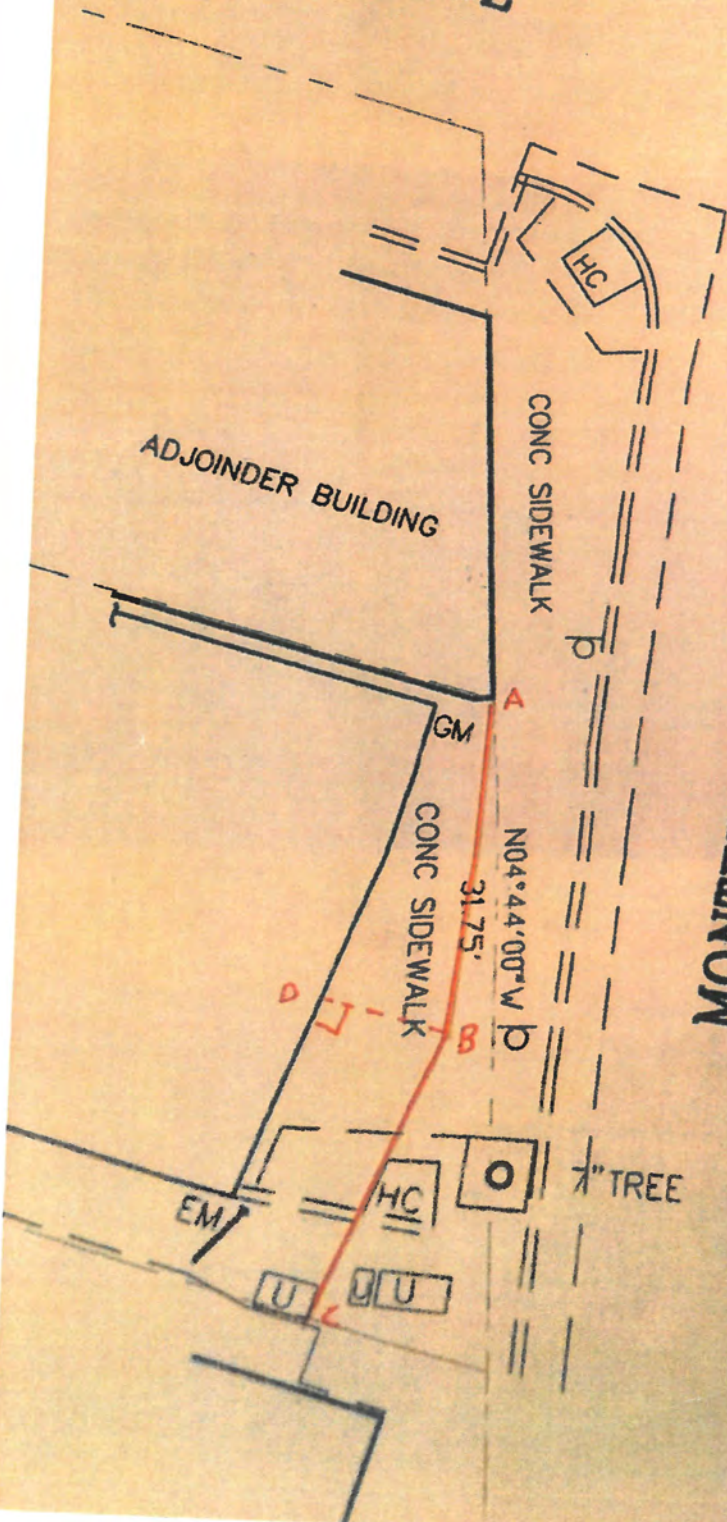 HC
CONC SIDEWALK
ADJOINDER BUILDING
A
GM
CONC SIDEWALK
N04°44'00"W
31.75'
D
B
TREE
HC
EM
U
U
U
C